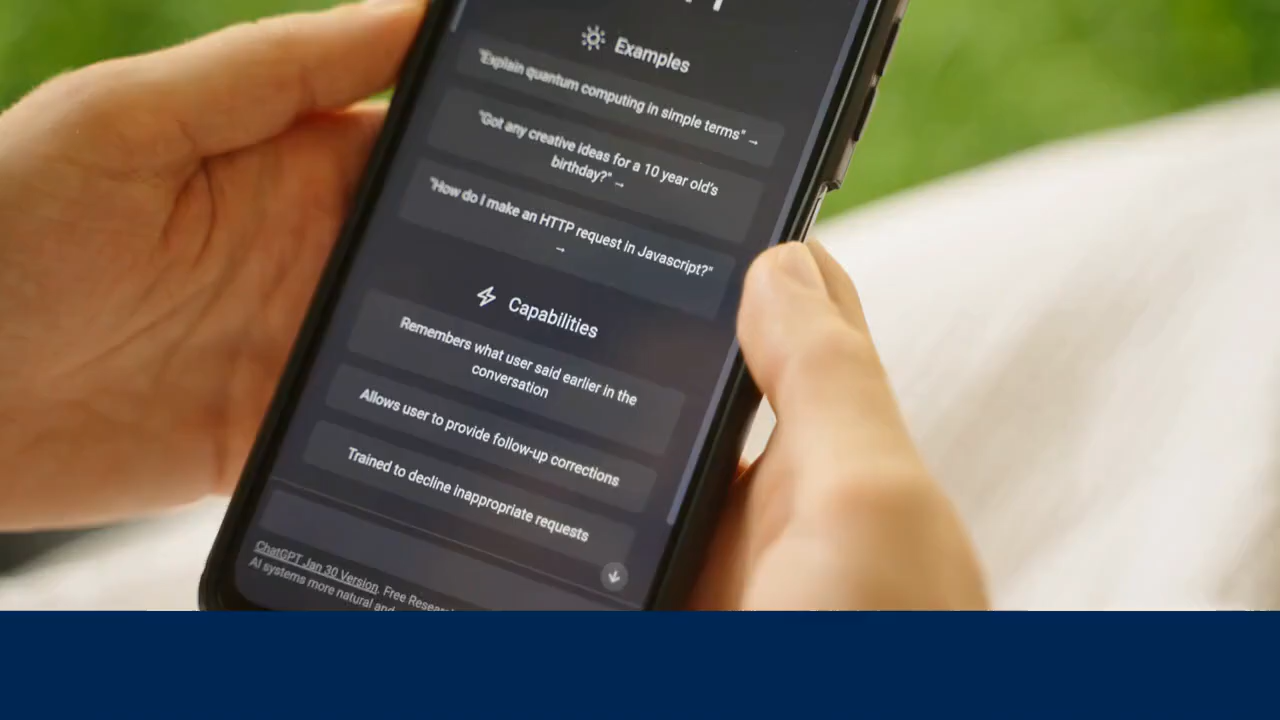 Examples
"Explain quantum computing in simple terms" →
"Got any creative ideas for a 10 year old's
birthday?" →
"How do I make an HTTP request in Javascript?"
→
Capabilities
Remembers what user said earlier in the
conversation
Allows user to provide follow-up corrections
Trained to decline inappropriate requests
ChatGPT Jan 30 Version. Free
AI systems more natural and